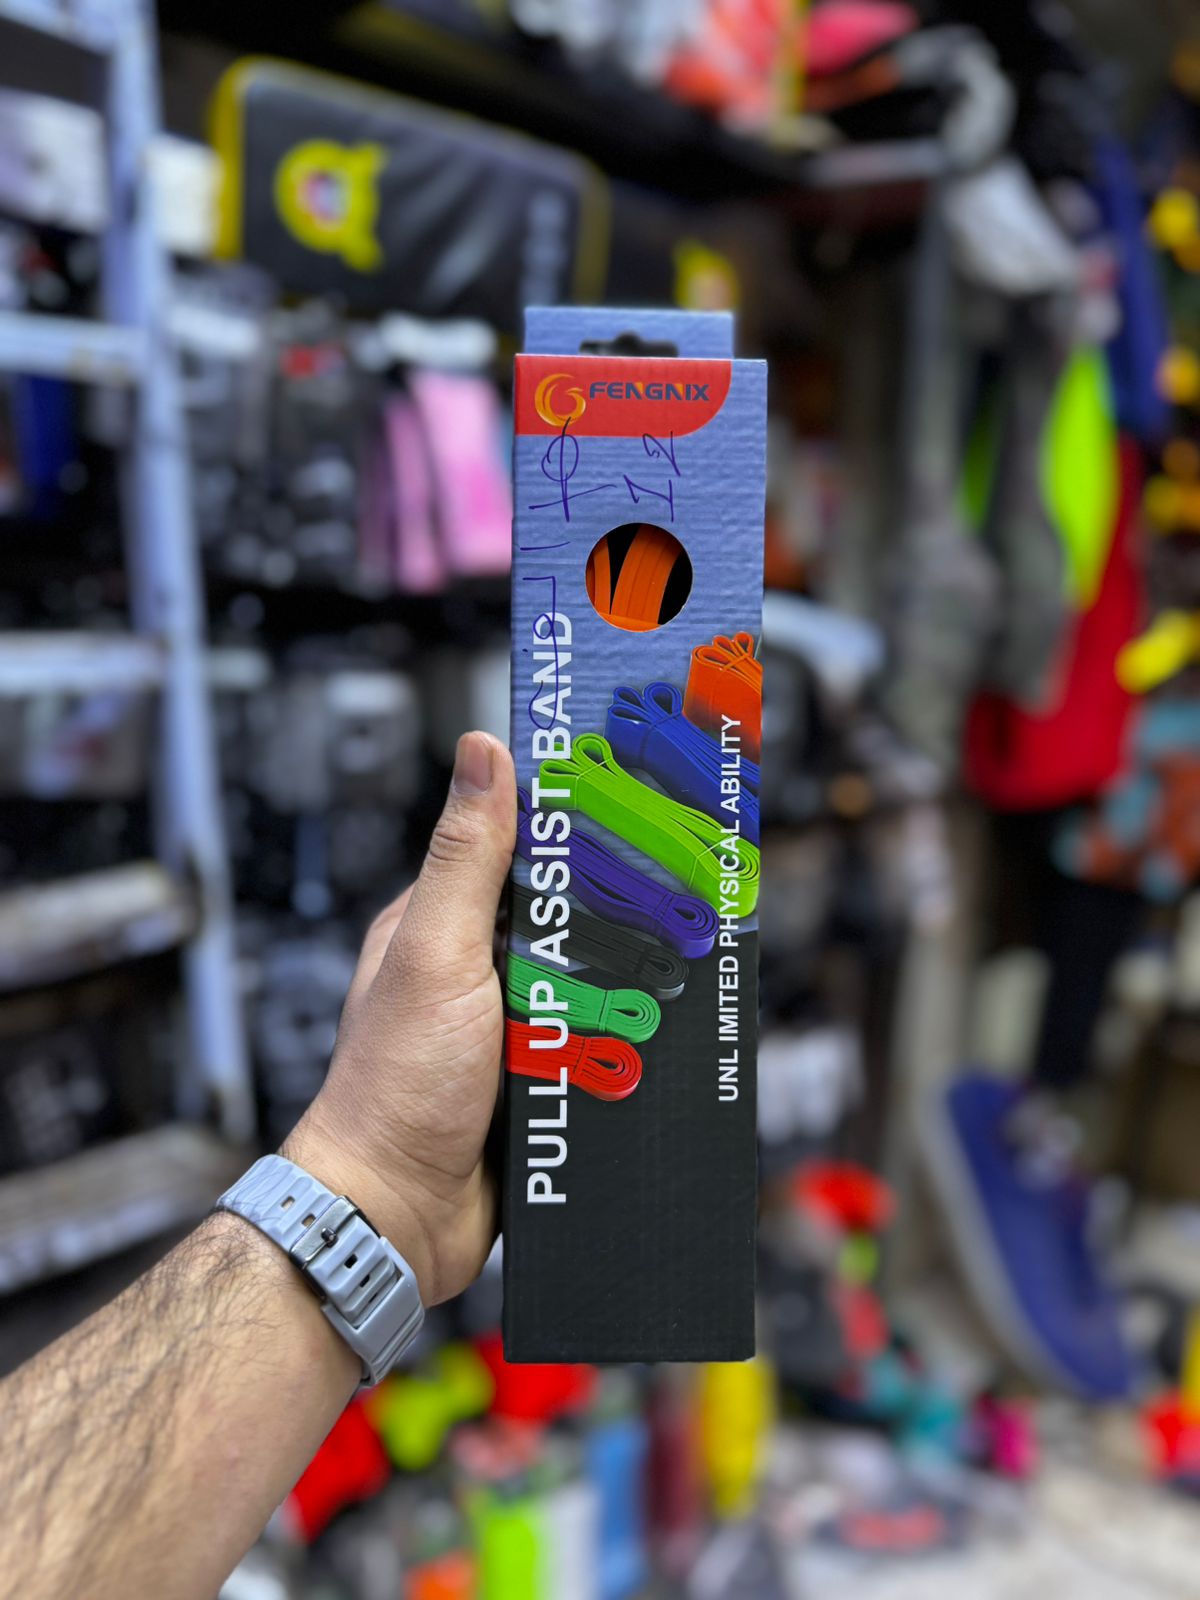 FENGNIX
PULL UP ASSIST BAND
UNL IMITED PHYSICAL ABILITY